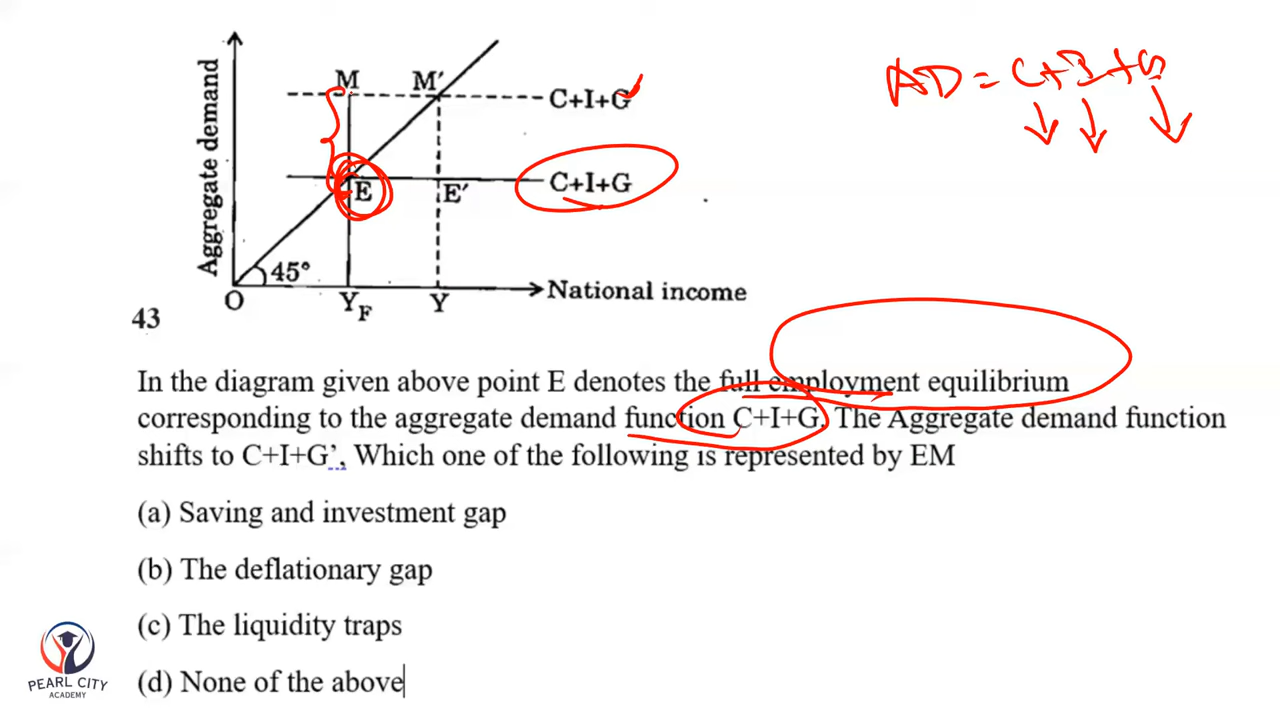 AD = C+I+G
Aggregate demand
M M′
C+I+G′
E E′
C+I+G
45°
O Y_F Y National income
43
In the diagram given above point E denotes the full employment equilibrium
corresponding to the aggregate demand function C+I+G. The Aggregate demand function
shifts to C+I+G’, Which one of the following is represented by EM
(a) Saving and investment gap
(b) The deflationary gap
(c) The liquidity traps
(d) None of the above
PEARL CITY
ACADEMY